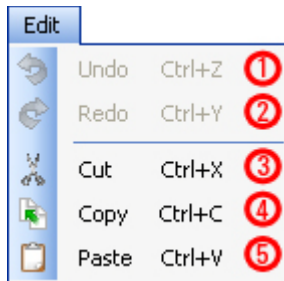 Edit
Undo Ctrl+Z 1
Redo Ctrl+Y 2
Cut Ctrl+X 3
Copy Ctrl+C 4
Paste Ctrl+V 5